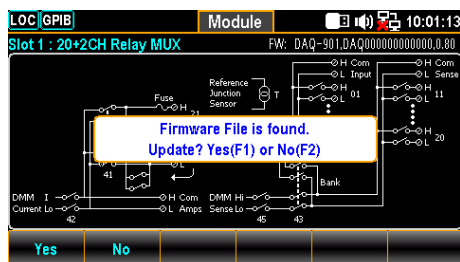 LOC GPIB Module 10:01:13
Slot 1 : 20+2CH Relay MUX FW: DAQ-901,DAQ000000000000,0.80
H Com H Com
L Input L Sense
Reference
Junction
Sensor
T
Fuse
H 21
H 01
L
H 11
L
Firmware File is found.
Update? Yes(F1) or No(F2)
H 20
L
41
Bank
DMM I H Com DMM Hi
Current Lo L Amps Sense Lo
42 45 43
Yes No